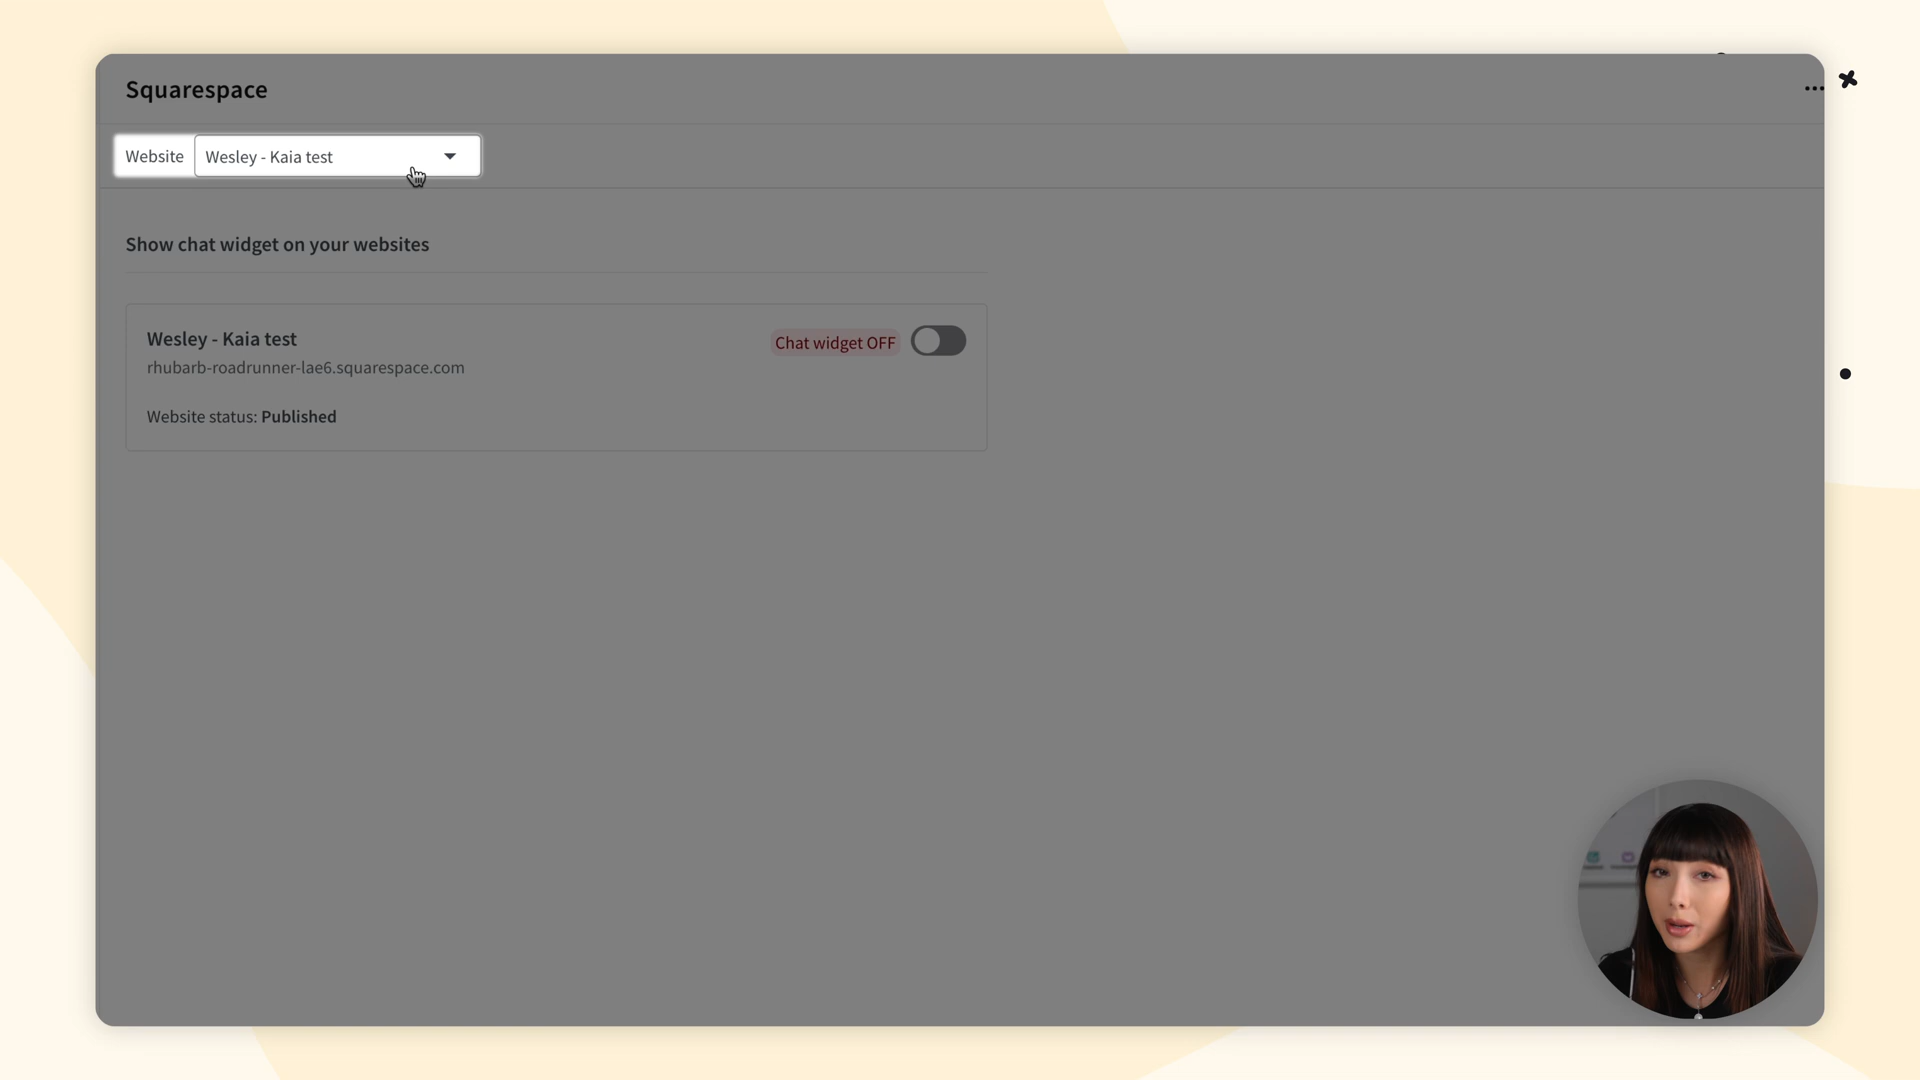 Squarespace
Website
Wesley - Kaia test
Show chat widget on your websites
Wesley - Kaia test
Chat widget OFF
rhubarb-roadrunner-lae6.squarespace.com
Website status: Published